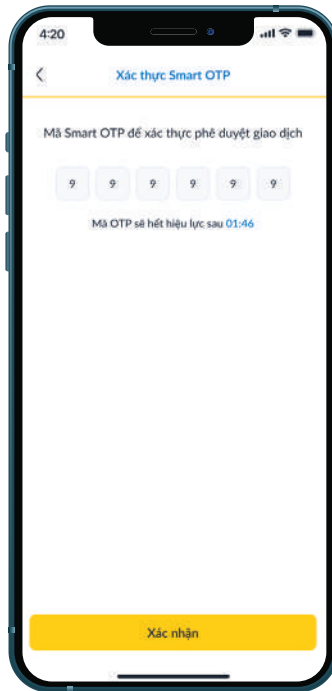 4:20
Xác thực Smart OTP
Mã Smart OTP để xác thực phê duyệt giao dịch
9 9 9 9 9 9
Mã OTP sẽ hết hiệu lực sau 01:46
Xác nhận